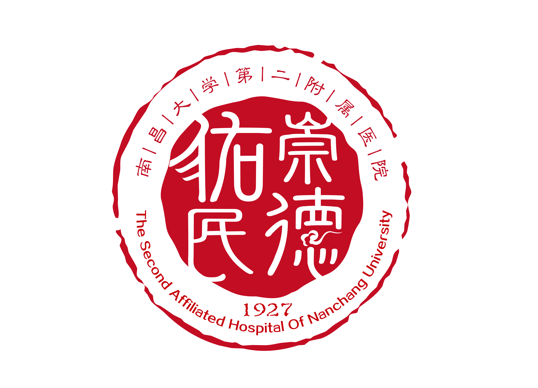 南昌大学第二附属医院
崇德
佑民
1927
The Second Affiliated Hospital Of Nanchang University